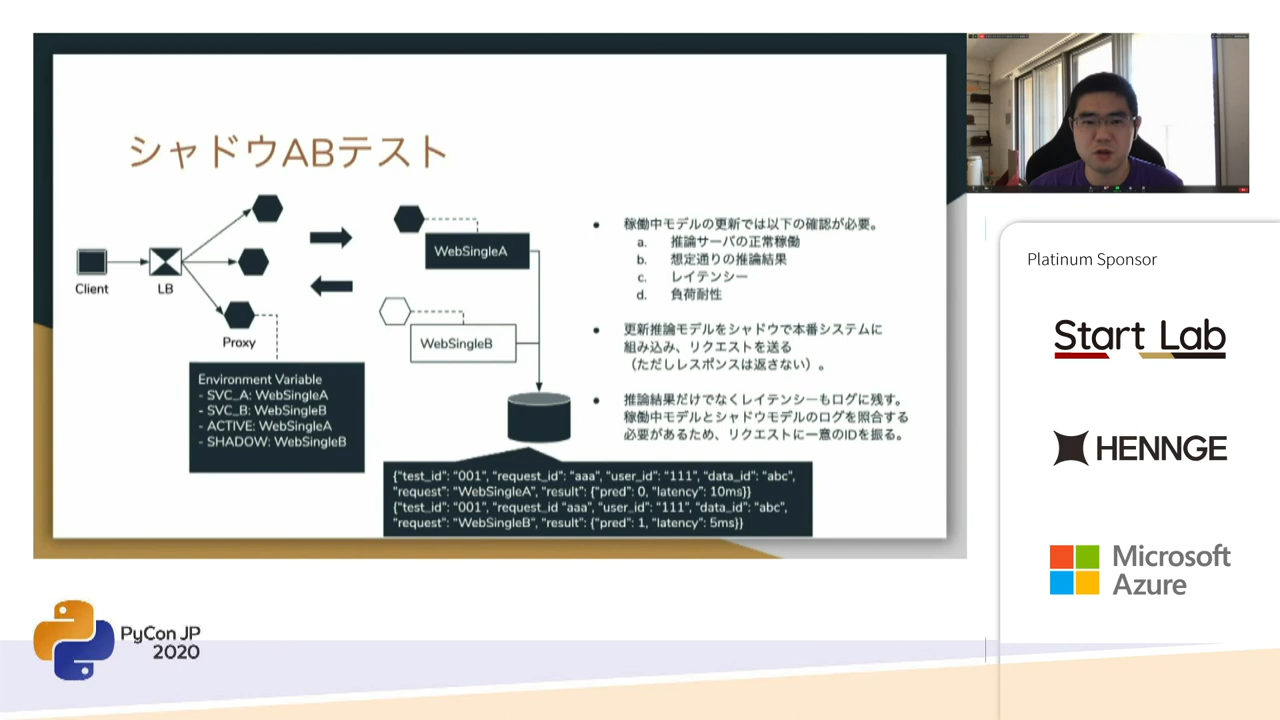 シャドウABテスト
Client
LB
Proxy
Environment Variable
- SVC_A: WebSingleA
- SVC_B: WebSingleB
- ACTIVE: WebSingleA
- SHADOW: WebSingleB
WebSingleA
WebSingleB
{"test_id": "001", "request_id": "aaa", "user_id": "111", "data_id": "abc",
"request": "WebSingleA", "result": {"pred": 0, "latency": 10ms}}
{"test_id": "001", "request_id "aaa", "user_id": "111", "data_id": "abc",
"request": "WebSingleB", "result": {"pred": 1, "latency": 5ms}}
● 稼働中モデルの更新では以下の確認が必要。
a. 推論サーバの正常稼働
b. 想定通りの推論結果
c. レイテンシー
d. 負荷耐性
● 更新推論モデルをシャドウで本番システムに
組み込み、リクエストを送る
（ただしレスポンスは返さない）。
● 推論結果だけでなくレイテンシーもログに残す。
稼働中モデルとシャドウモデルのログを照合する
必要があるため、リクエストに一意のIDを振る。
Platinum Sponsor
Start Lab
HENNGE
Microsoft
Azure
PyCon JP
2020